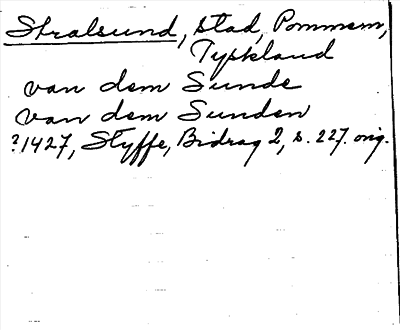 Stralsund, stad, Pommern,
Tyskland
van dem Sunde
van dem Sunden
?1427, Styffe, Bidrag 2, s. 227. orig.